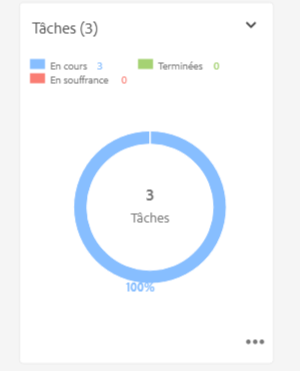 Tâches (3)
En cours 3 Terminées 0
En souffrance 0
3
Tâches
100%